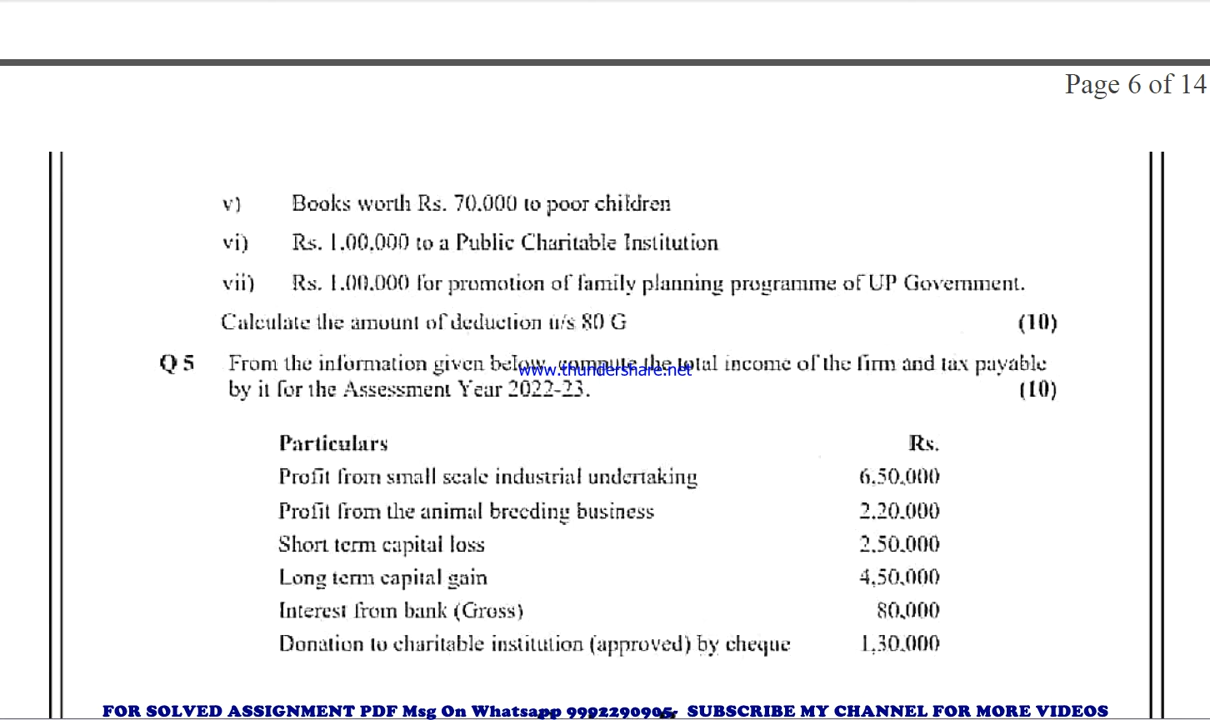 Page 6 of 14
v) Books worth Rs. 70,000 to poor children
vi) Rs. 1,00,000 to a Public Charitable Institution
vii) Rs. 1,00,000 for promotion of family planning programme of UP Government.
Calculate the amount of deduction u/s 80 G (10)
Q 5 From the information given below, compute the total income of the firm and tax payable
www.thundershare.net
by it for the Assessment Year 2022-23. (10)
Particulars Rs.
Profit from small scale industrial undertaking 6,50,000
Profit from the animal breeding business 2,20,000
Short term capital loss 2,50,000
Long term capital gain 4,50,000
Interest from bank (Gross) 80,000
Donation to charitable institution (approved) by cheque 1,30,000
FOR SOLVED ASSIGNMENT PDF Msg On Whatsapp 9992290905, SUBSCRIBE MY CHANNEL FOR MORE VIDEOS